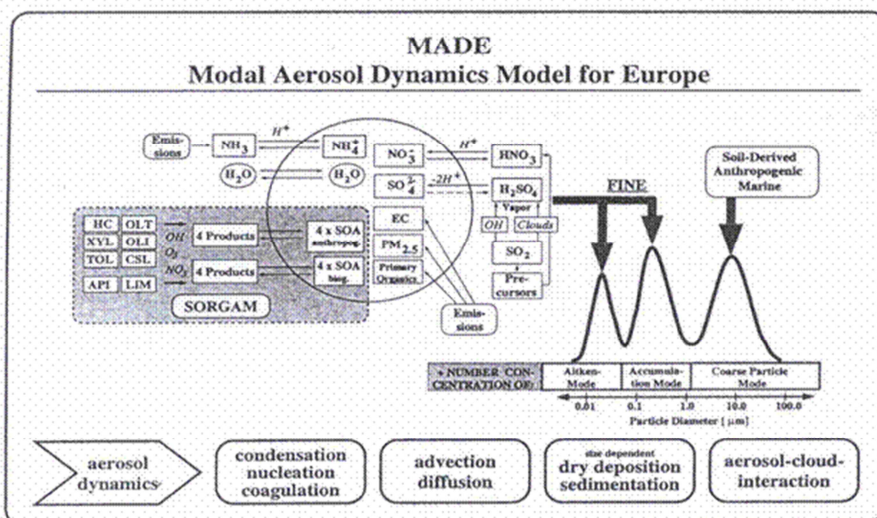 MADE
Modal Aerosol Dynamics Model for Europe
Emis-
sions
NH3
H+
NH4+
H2O
H2O
NO3-
H+
HNO3
SO4 2-
-2H+
H2SO4
Vapor
OH
Clouds
SO2
Pre-
cursors
EC
PM2.5
Primary
Organics
Emis-
sions
HC OLT
XYL OLI
TOL CSL
API LIM
OH
O3
NO3
4 Products
4 Products
4 x SOA
anthropog.
4 x SOA
biog.
SORGAM
FINE
Soil-Derived
Anthropogenic
Marine
+ NUMBER CON-
CENTRATION OF:
Aitken-
Mode
Accumula-
tion Mode
Coarse Particle
Mode
0.01 0.1 1.0 10.0 100.0
Particle Diameter [ μm]
aerosol
dynamics:
condensation
nucleation
coagulation
advection
diffusion
size dependent
dry deposition
sedimentation
aerosol-cloud-
interaction